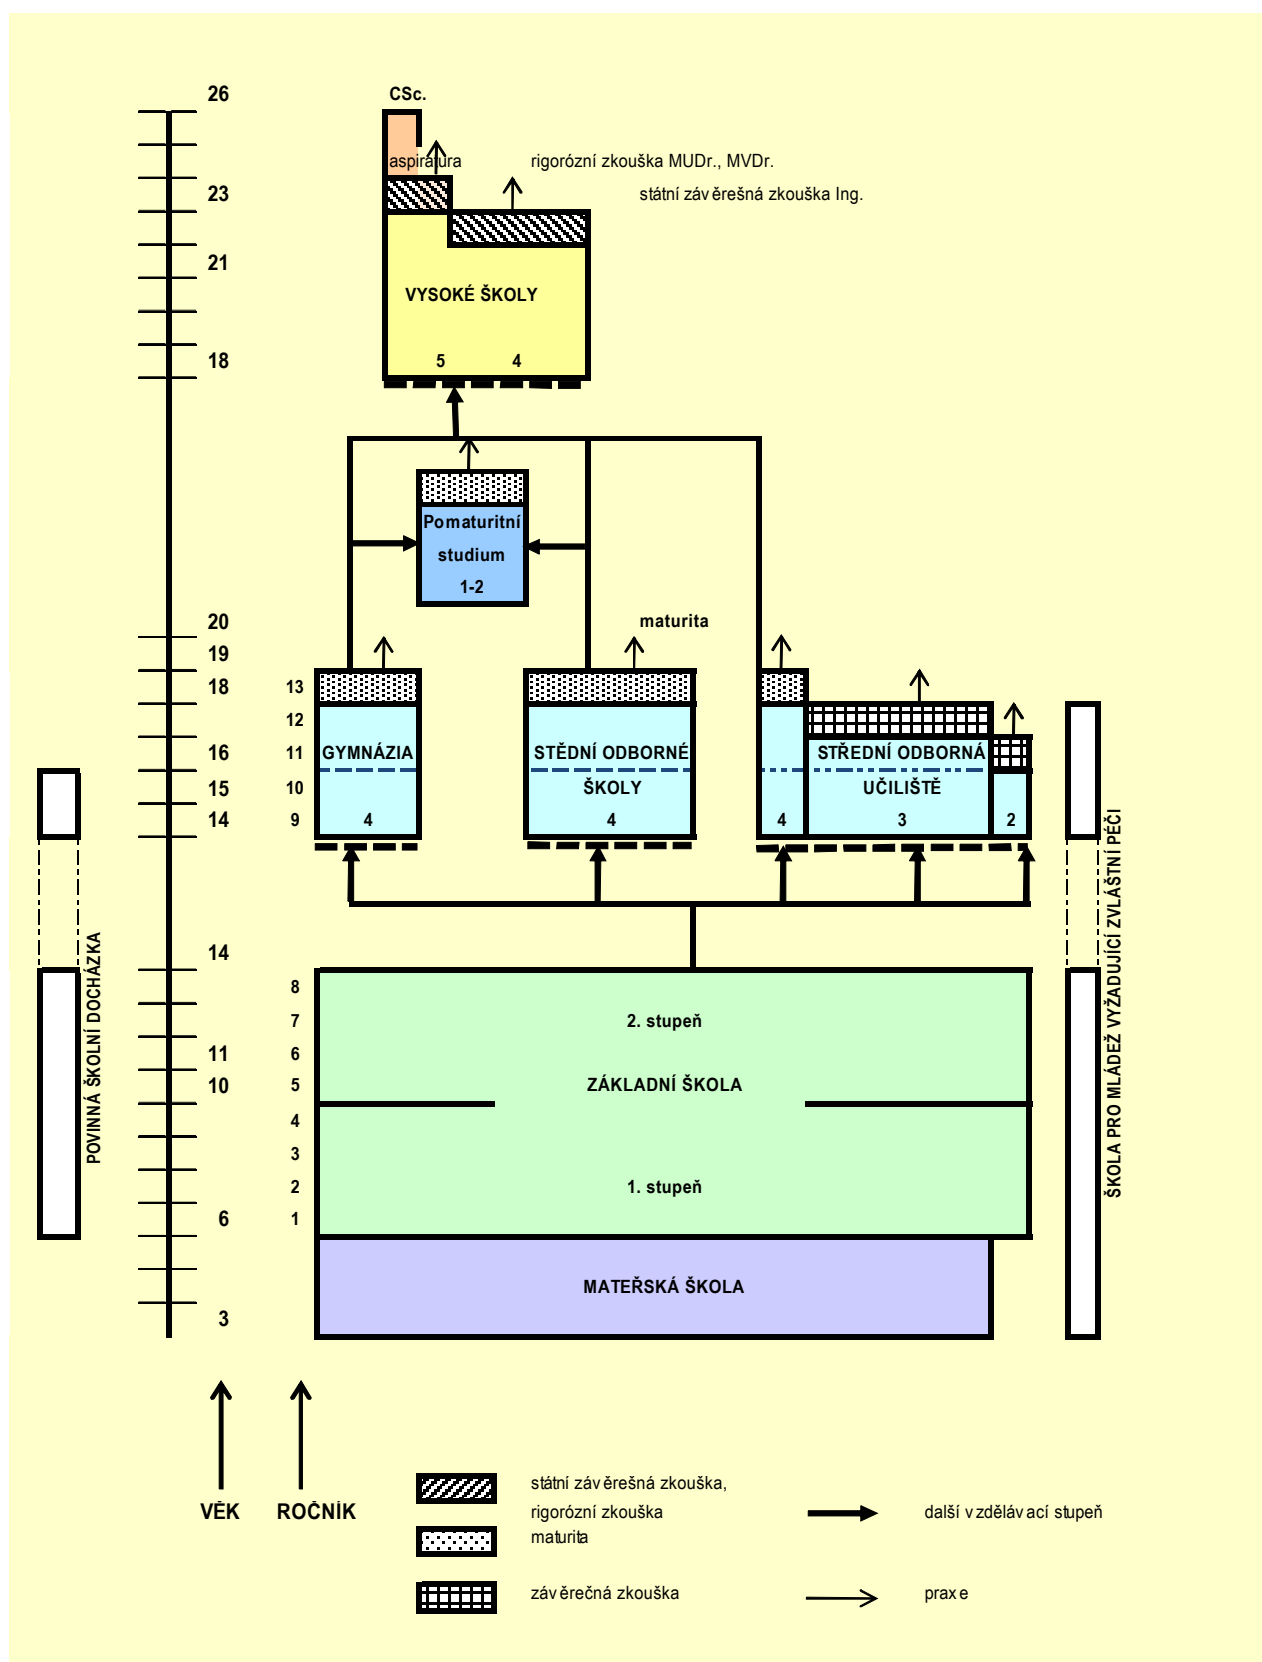 26
CSc.
aspirátura
rigorózní zkouška MUDr., MVDr.
23
státní závěrešná zkouška Ing.
21
VYSOKÉ ŠKOLY
18
5
4
Pomaturitní
studium
1-2
20
maturita
19
18
13
12
16
11
GYMNÁZIA
STĚDNÍ ODBORNÉ
STŘEDNÍ ODBORNÁ
15
10
ŠKOLY
UČILIŠTĚ
14
9
4
4
4
3
2
14
8
7
2. stupeň
11
6
10
5
ZÁKLADNÍ ŠKOLA
4
3
2
1. stupeň
6
1
MATEŘSKÁ ŠKOLA
3
POVINNÁ ŠKOLNÍ DOCHÁZKA
ŠKOLA PRO MLÁDEŽ VYŽADUJÍCÍ ZVLÁŠTNÍ PÉČI
VĚK
ROČNÍK
státní závěrešná zkouška,
rigorózní zkouška
maturita
závěrečná zkouška
další vzdělávací stupeň
praxe